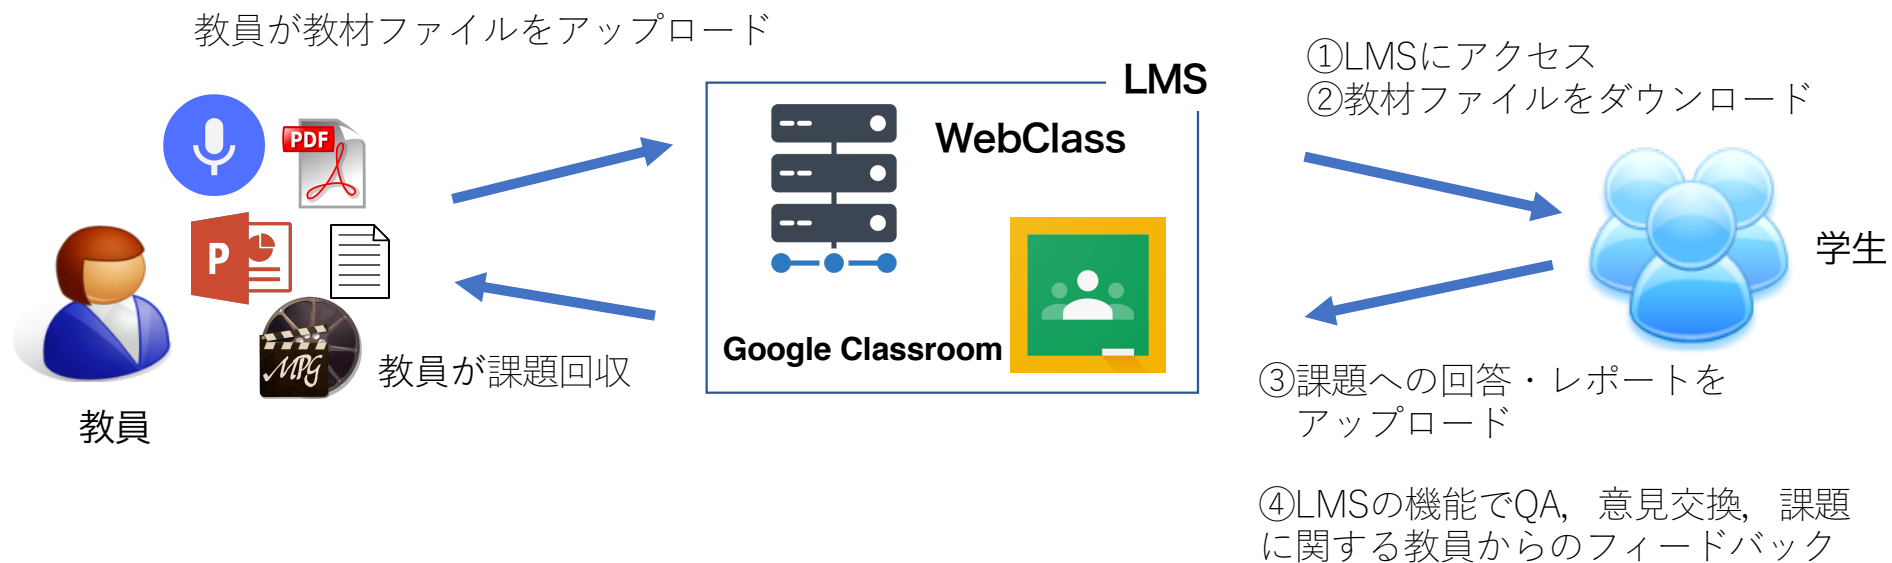 教員が教材ファイルをアップロード
LMS
①LMSにアクセス
②教材ファイルをダウンロード
PDF
WebClass
P
学生
MPG
Google Classroom
教員が課題回収
③課題への回答・レポートを
アップロード
教員
④LMSの機能でQA，意見交換，課題
に関する教員からのフィードバック